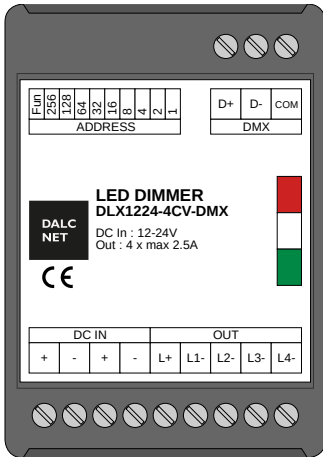 Fun 256 128 64 32 16 8 4 2 1
ADDRESS
D+ D- COM
DMX
LED DIMMER
DLX1224-4CV-DMX
DC In : 12-24V
Out : 4 x max 2.5A
DALC
NET
CE
DC IN OUT
+ - + - L+ L1- L2- L3- L4-